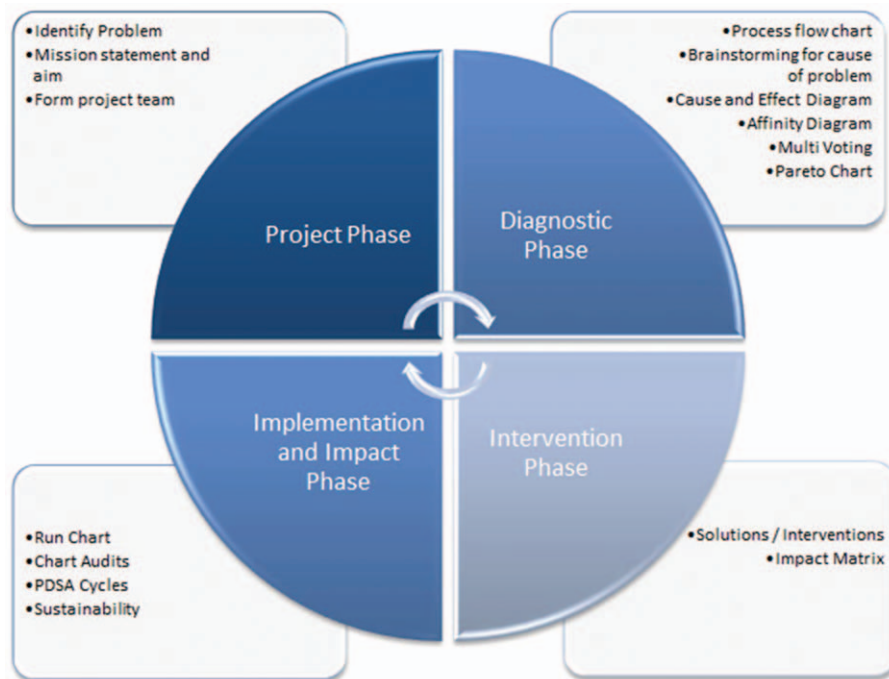 •Identify Problem
•Mission statement and
aim
•Form project team
•Process flow chart
•Brainstorming for cause
of problem
•Cause and Effect Diagram
•Affinity Diagram
•Multi Voting
•Pareto Chart
Project Phase
Diagnostic
Phase
Implementation
and Impact
Phase
Intervention
Phase
•Run Chart
•Chart Audits
•PDSA Cycles
•Sustainability
•Solutions / Interventions
•Impact Matrix